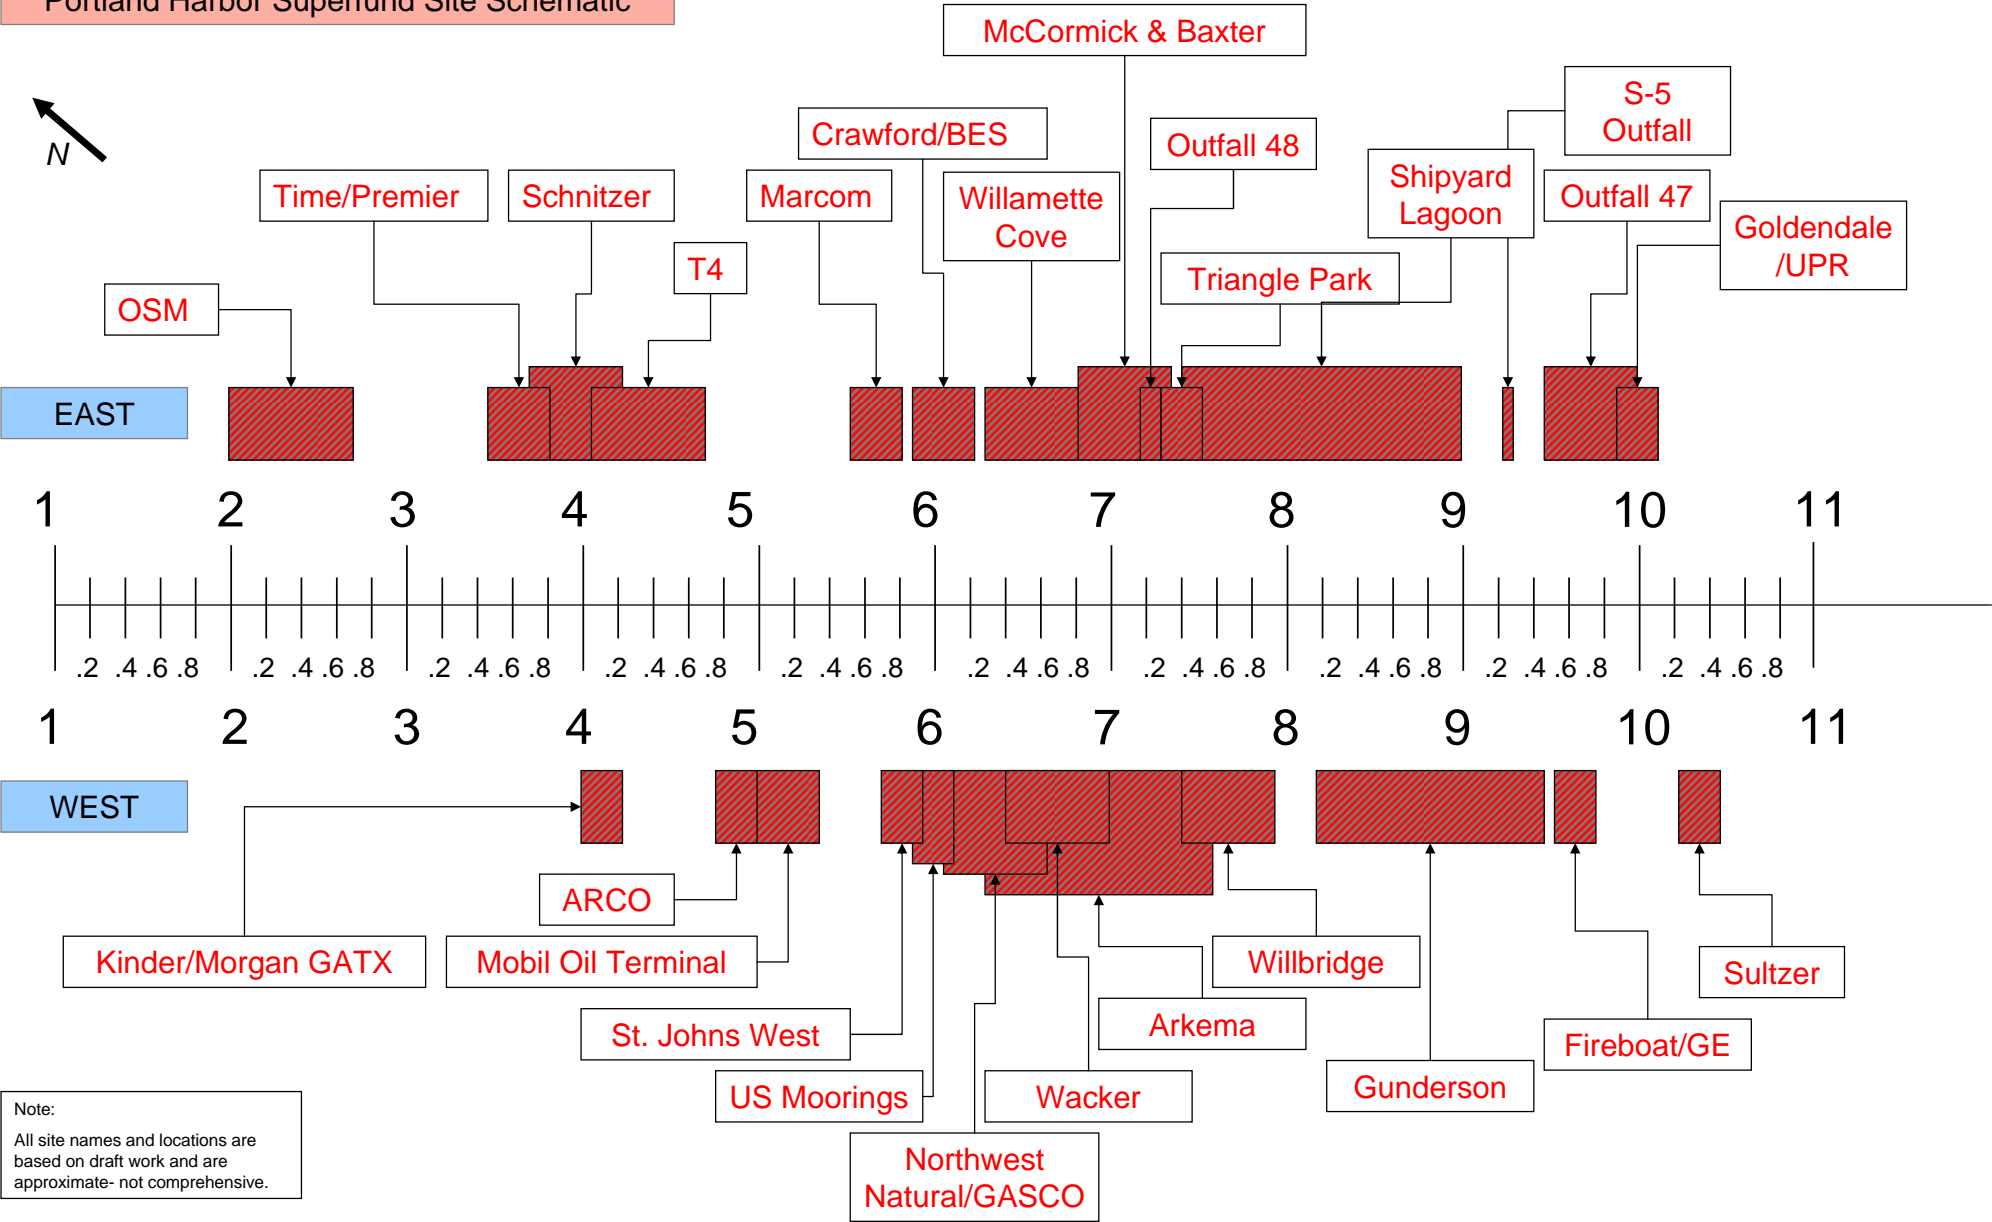 Portland Harbor Superfund Site Schematic
McCormick & Baxter
S-5
Outfall
Crawford/BES
Outfall 48
N
Shipyard
Lagoon
Time/Premier
Schnitzer
Marcom
Willamette
Cove
Outfall 47
Goldendale
/UPR
T4
Triangle Park
OSM
EAST
1 2 3 4 5 6 7 8 9 10 11
.2 .4 .6 .8 .2 .4 .6 .8 .2 .4 .6 .8 .2 .4 .6 .8 .2 .4 .6 .8 .2 .4 .6 .8 .2 .4 .6 .8 .2 .4 .6 .8 .2 .4 .6 .8 .2 .4 .6 .8
1 2 3 4 5 6 7 8 9 10 11
WEST
ARCO
Kinder/Morgan GATX
Mobil Oil Terminal
Willbridge
Sultzer
St. Johns West
Arkema
Fireboat/GE
US Moorings
Wacker
Gunderson
Northwest
Natural/GASCO
Note:
All site names and locations are
based on draft work and are
approximate- not comprehensive.